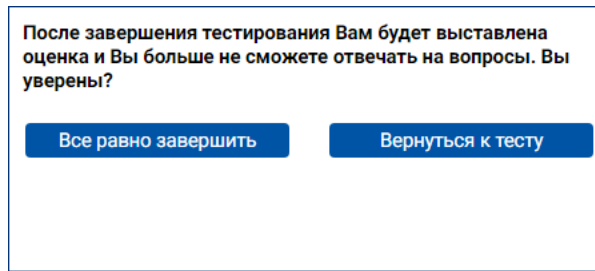 После завершения тестирования Вам будет выставлена
оценка и Вы больше не сможете отвечать на вопросы. Вы
уверены?
Все равно завершить
Вернуться к тесту